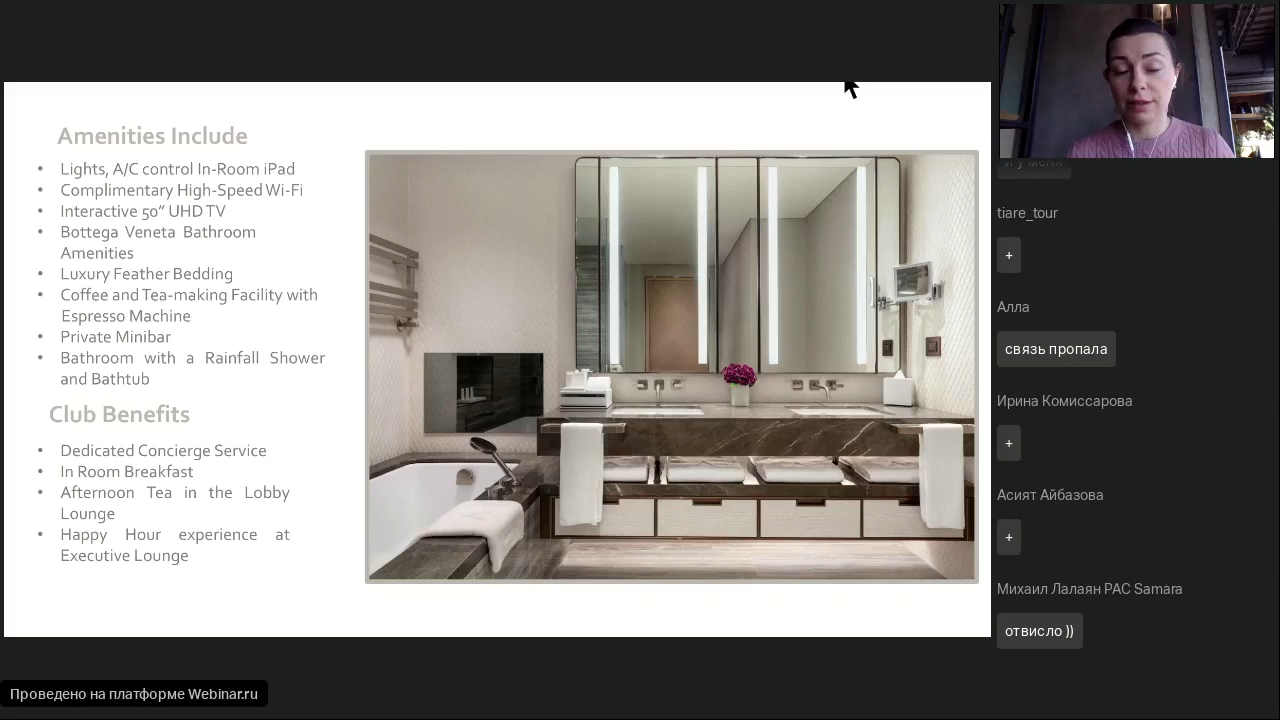 Amenities Include
• Lights, A/C control In-Room iPad
• Complimentary High-Speed Wi-Fi
• Interactive 50” UHD TV
• Bottega Veneta Bathroom
Amenities
• Luxury Feather Bedding
• Coffee and Tea-making Facility with
Espresso Machine
• Private Minibar
• Bathroom with a Rainfall Shower
and Bathtub
Club Benefits
• Dedicated Concierge Service
• In Room Breakfast
• Afternoon Tea in the Lobby
Lounge
• Happy Hour experience at
Executive Lounge
и у меня
tiare_tour
+
Алла
связь пропала
Ирина Комиссарова
+
Асият Айбазова
+
Михаил Лалаян РАС Samara
отвисло ))
Проведено на платформе Webinar.ru